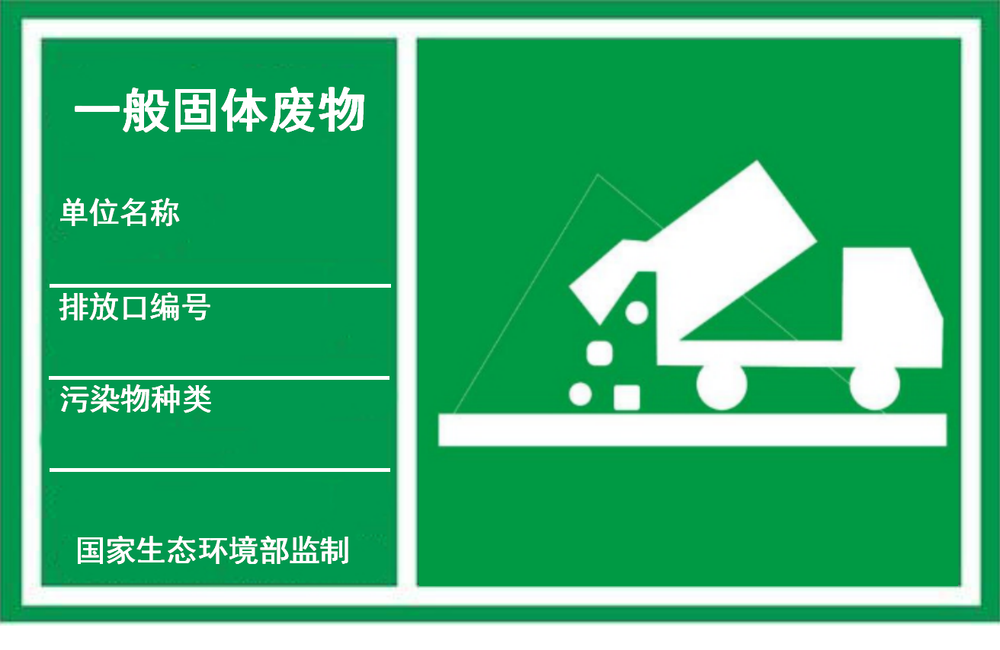 一般固体废物
单位名称
排放口编号
污染物种类
国家生态环境部监制